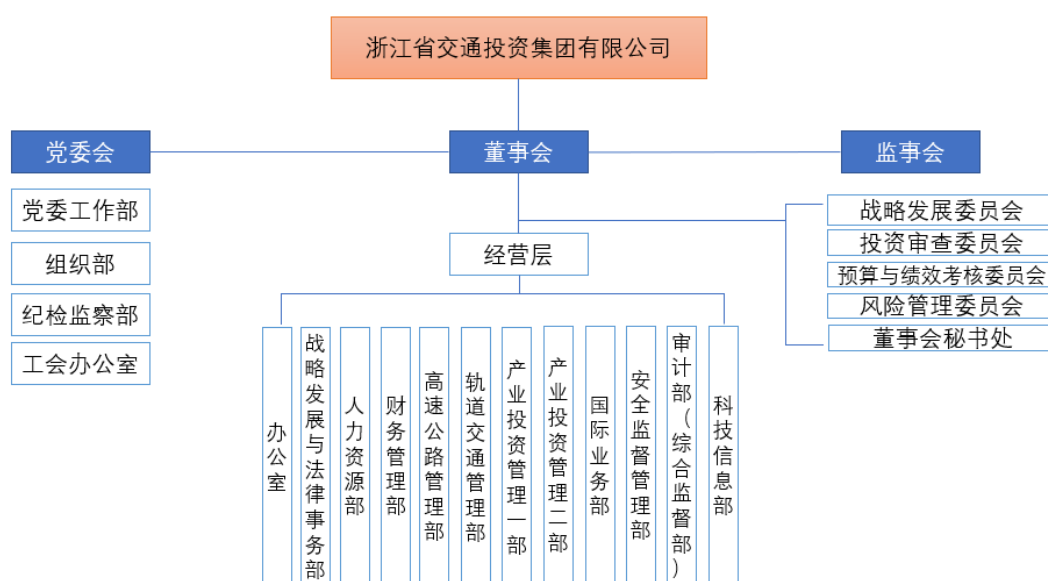 浙江省交通投资集团有限公司
党委会
董事会
监事会
党委工作部
组织部
纪检监察部
工会办公室
经营层
战略发展委员会
投资审查委员会
预算与绩效考核委员会
风险管理委员会
董事会秘书处
办公室
战略发展与法律事务部
人力资源部
财务管理部
高速公路管理部
轨道交通管理部
产业投资管理一部
产业投资管理二部
国际业务部
安全监督管理部
审计部（综合监督部）
科技信息部